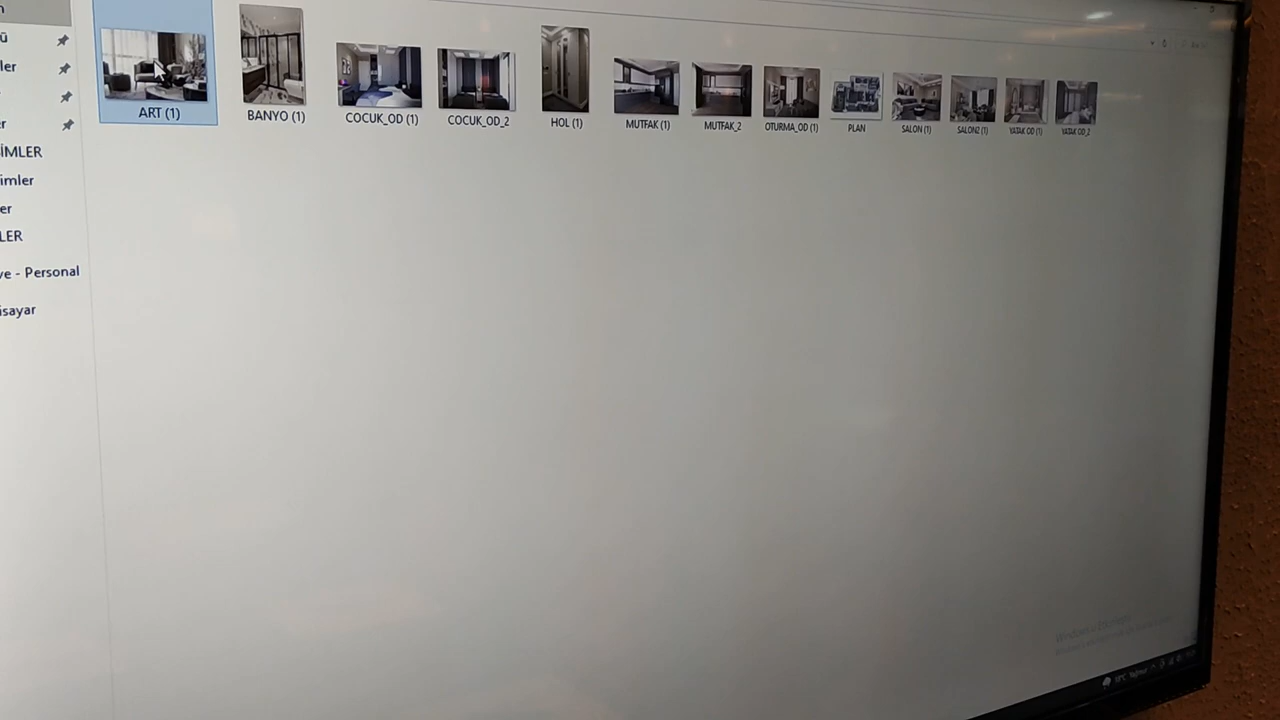 ü
ler
er
İMLER
imler
er
LER
ve - Personal
isayar
ART (1)
BANYO (1)
COCUK_OD (1)
COCUK_OD_2
HOL (1)
MUTFAK (1)
MUTFAK_2
OTURMA_OD (1)
PLAN
SALON (1)
SALON2 (1)
YATAK OD (1)
YATAK OD_2